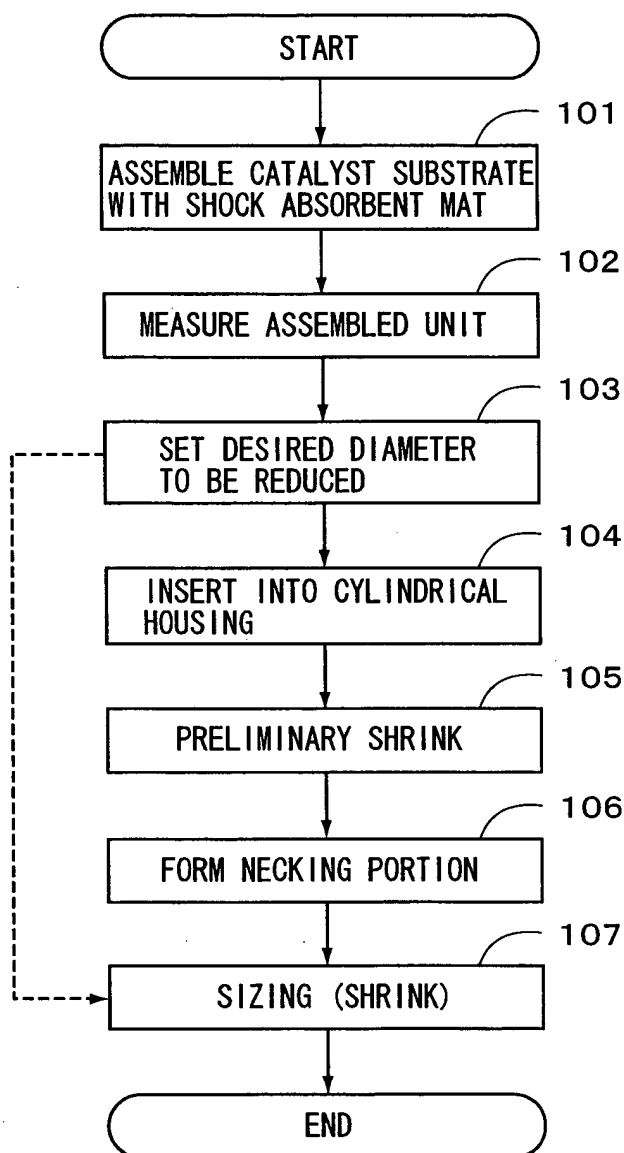 START
101
ASSEMBLE CATALYST SUBSTRATE
WITH SHOCK ABSORBENT MAT
102
MEASURE ASSEMBLED UNIT
103
SET DESIRED DIAMETER
TO BE REDUCED
104
INSERT INTO CYLINDRICAL
HOUSING
105
PRELIMINARY SHRINK
106
FORM NECKING PORTION
107
SIZING (SHRINK)
END